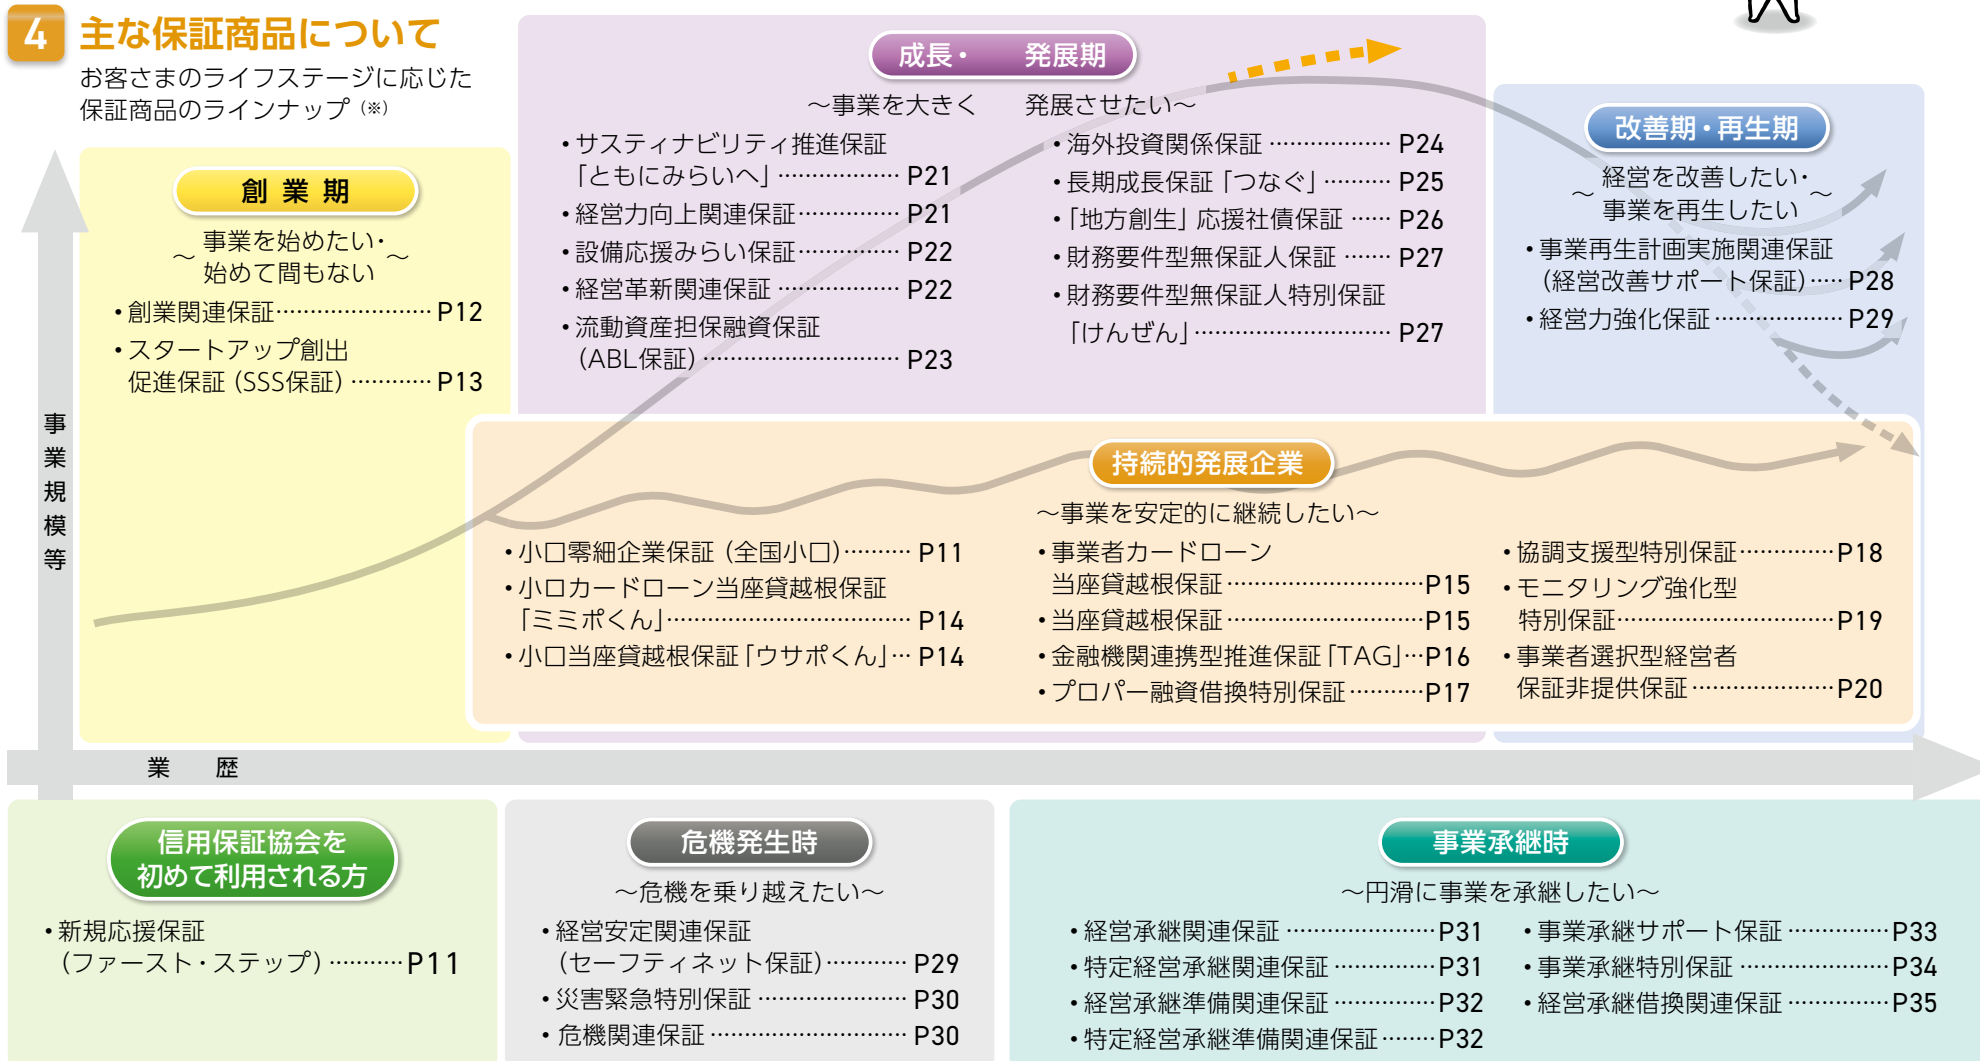 4 主な保証商品について
お客さまのライフステージに応じた
保証商品のラインナップ（※）
事業規模等
業　歴
創業期
～事業を始めたい・
始めて間もない～
・創業関連保証…………………… P12
・スタートアップ創出
促進保証（SSS保証）………… P13
成長・　発展期
～事業を大きく　発展させたい～
・サスティナビリティ推進保証
「ともにみらいへ」……………… P21
・経営力向上関連保証…………… P21
・設備応援みらい保証…………… P22
・経営革新関連保証……………… P22
・流動資産担保融資保証
（ABL保証）………………………… P23
・海外投資関係保証……………… P24
・長期成長保証「つなぐ」………… P25
・「地方創生」応援社債保証…… P26
・財務要件型無保証人保証……… P27
・財務要件型無保証人特別保証
「けんぜん」………………………… P27
改善期・再生期
～経営を改善したい・
事業を再生したい～
・事業再生計画実施関連保証
（経営改善サポート保証）…… P28
・経営力強化保証………………… P29
持続的発展企業
～事業を安定的に継続したい～
・小口零細企業保証（全国小口）……… P11
・小口カードローン当座貸越根保証
「ミミポくん」……………………………… P14
・小口当座貸越根保証「ウサポくん」… P14
・事業者カードローン
当座貸越根保証…………………………P15
・当座貸越根保証…………………………P15
・金融機関連携型推進保証「TAG」…P16
・プロパー融資借換特別保証…………P17
・協調支援型特別保証…………P18
・モニタリング強化型
特別保証…………………………P19
・事業者選択型経営者
保証非提供保証…………………P20
信用保証協会を
初めて利用される方
・新規応援保証
（ファースト・ステップ）………P11
危機発生時
～危機を乗り越えたい～
・経営安定関連保証
（セーフティネット保証）………… P29
・災害緊急特別保証………………… P30
・危機関連保証……………………… P30
事業承継時
～円滑に事業を承継したい～
・経営承継関連保証…………………P31
・特定経営承継関連保証……………P31
・経営承継準備関連保証……………P32
・特定経営承継準備関連保証………P32
・事業承継サポート保証……………P33
・事業承継特別保証…………………P34
・経営承継借換関連保証……………P35